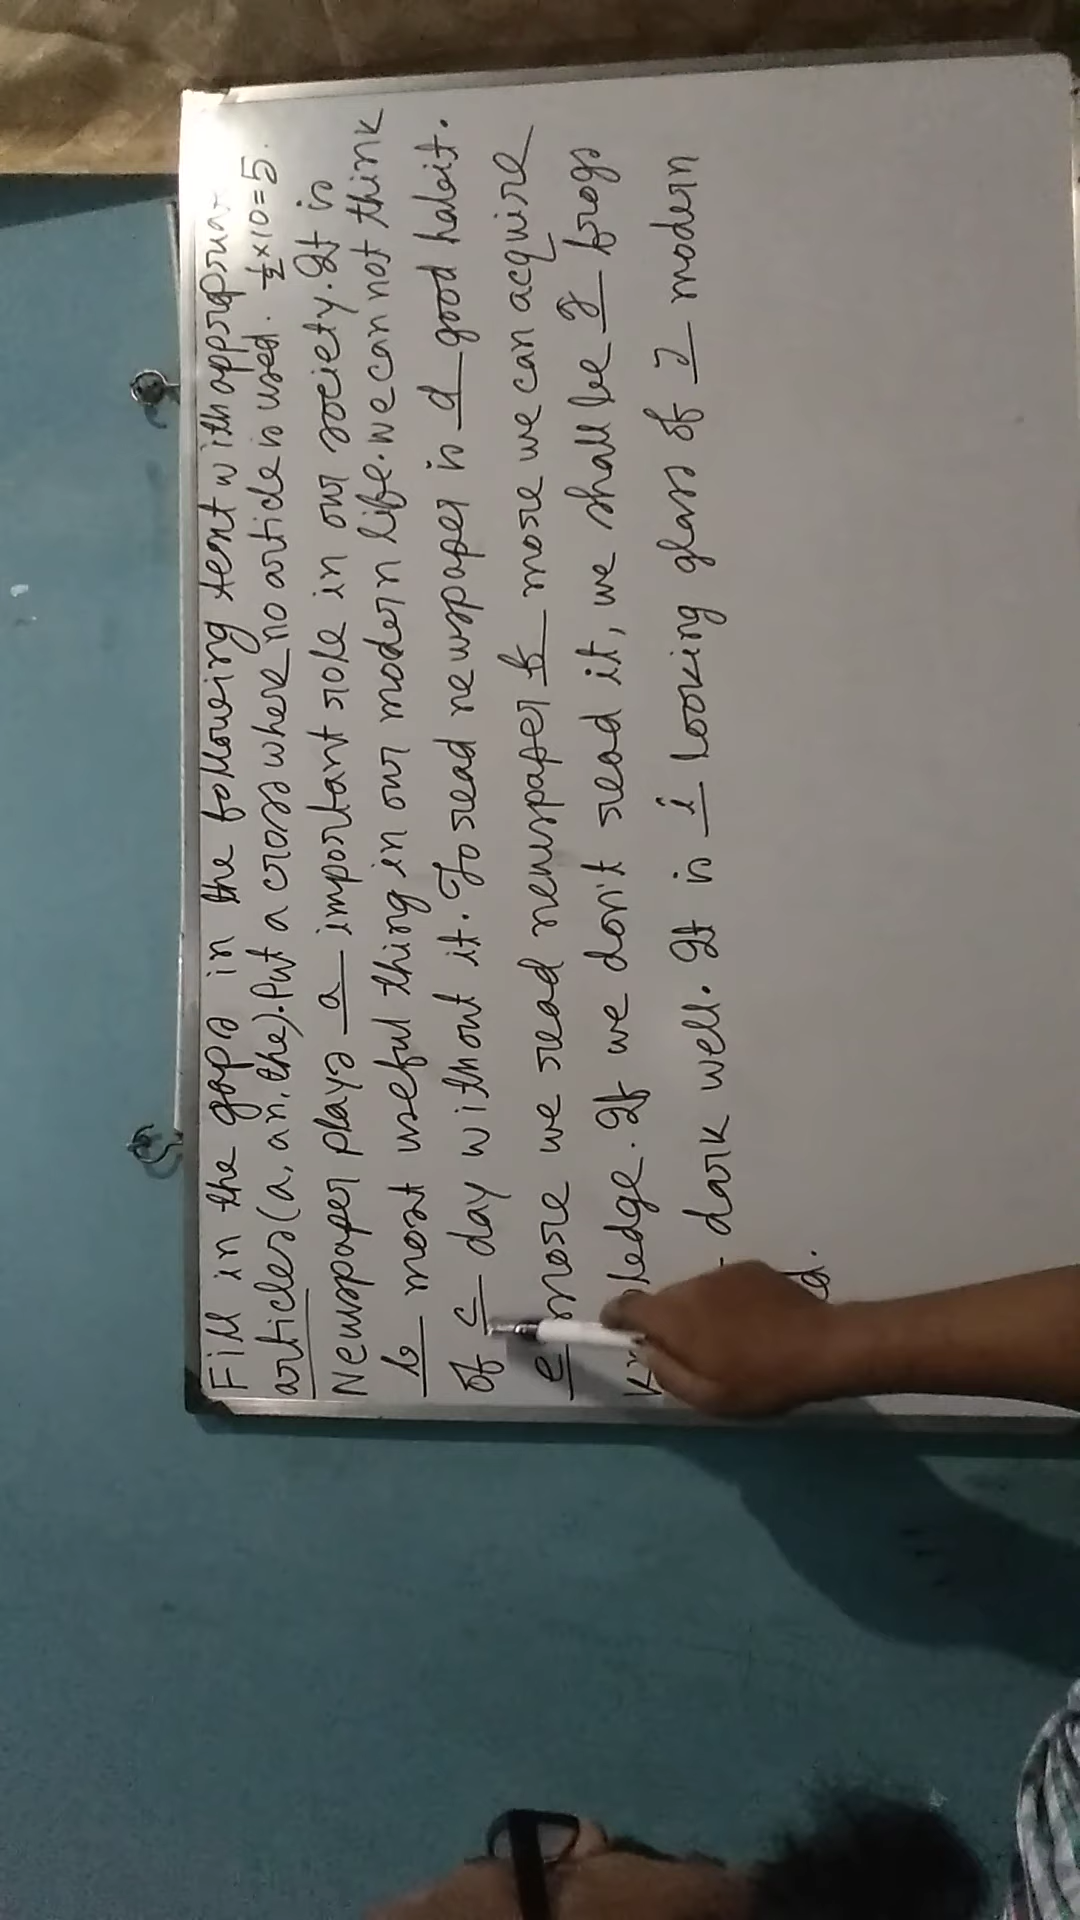 Fill in the gaps in the following text with
articles (a, an, the). Put a cross where no article is used. ½×10=5.
Newspaper plays a important role in our society. It is
b most useful thing in our modern life. we can not think
of c day without it. To read newspaper is d good habit.
e more we read newspaper f more we can acquire
If we don't read it, we shall be g frogs
dark well. It is i looking glass of J modern